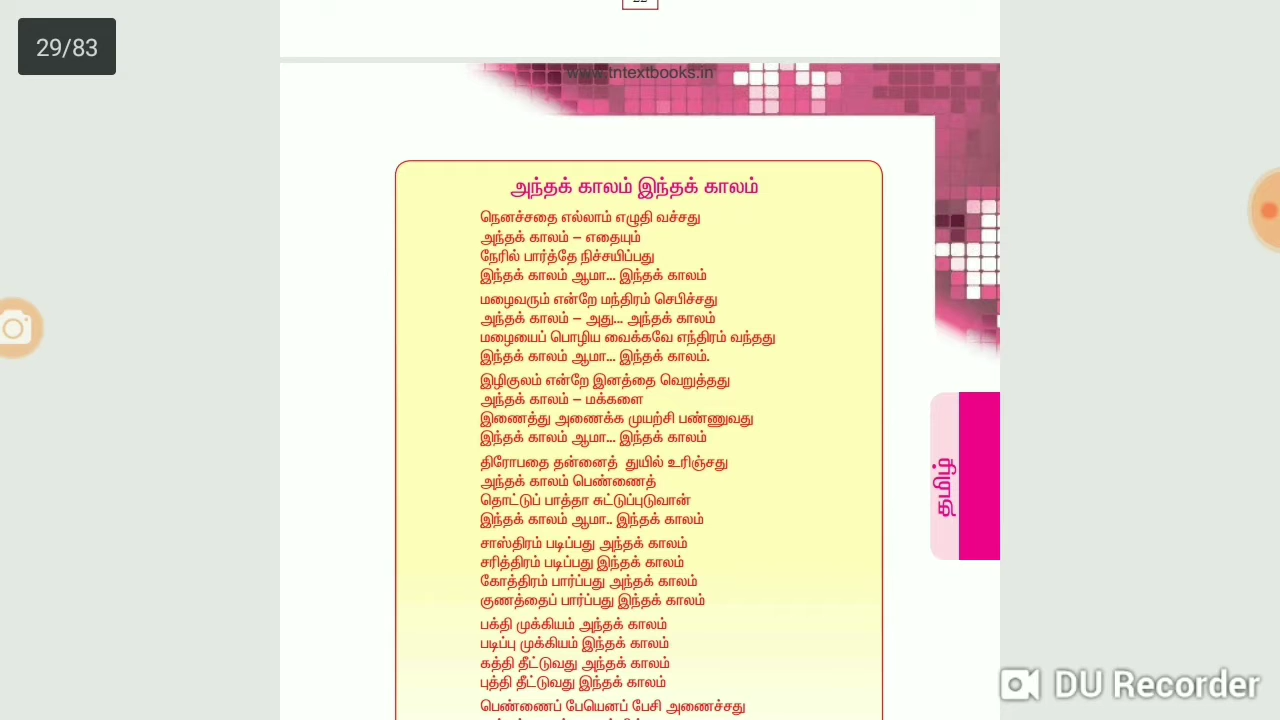 29/83
22
www.tntextbooks.in
அந்தக் காலம் இந்தக் காலம்
நெனச்சதை எல்லாம் எழுதி வச்சது
அந்தக் காலம் – எதையும்
நேரில் பார்த்தே நிச்சயிப்பது
இந்தக் காலம் ஆமா... இந்தக் காலம்
மழைவரும் என்றே மந்திரம் செபிச்சது
அந்தக் காலம் – அது... அந்தக் காலம்
மழையைப் பொழிய வைக்கவே எந்திரம் வந்தது
இந்தக் காலம் ஆமா... இந்தக் காலம்.
இழிகுலம் என்றே இனத்தை வெறுத்தது
அந்தக் காலம் – மக்களை
இணைத்து அணைக்க முயற்சி பண்ணுவது
இந்தக் காலம் ஆமா... இந்தக் காலம்
திரோபதை தன்னைத் துயில் உரிஞ்சது
அந்தக் காலம் பெண்ணைத்
தொட்டுப் பாத்தா சுட்டுப்புடுவான்
இந்தக் காலம் ஆமா.. இந்தக் காலம்
சாஸ்திரம் படிப்பது அந்தக் காலம்
சரித்திரம் படிப்பது இந்தக் காலம்
கோத்திரம் பார்ப்பது அந்தக் காலம்
குணத்தைப் பார்ப்பது இந்தக் காலம்
பக்தி முக்கியம் அந்தக் காலம்
படிப்பு முக்கியம் இந்தக் காலம்
கத்தி தீட்டுவது அந்தக் காலம்
புத்தி தீட்டுவது இந்தக் காலம்
பெண்ணைப் பேயெனப் பேசி அணைச்சது
தமிழ்
DU Recorder